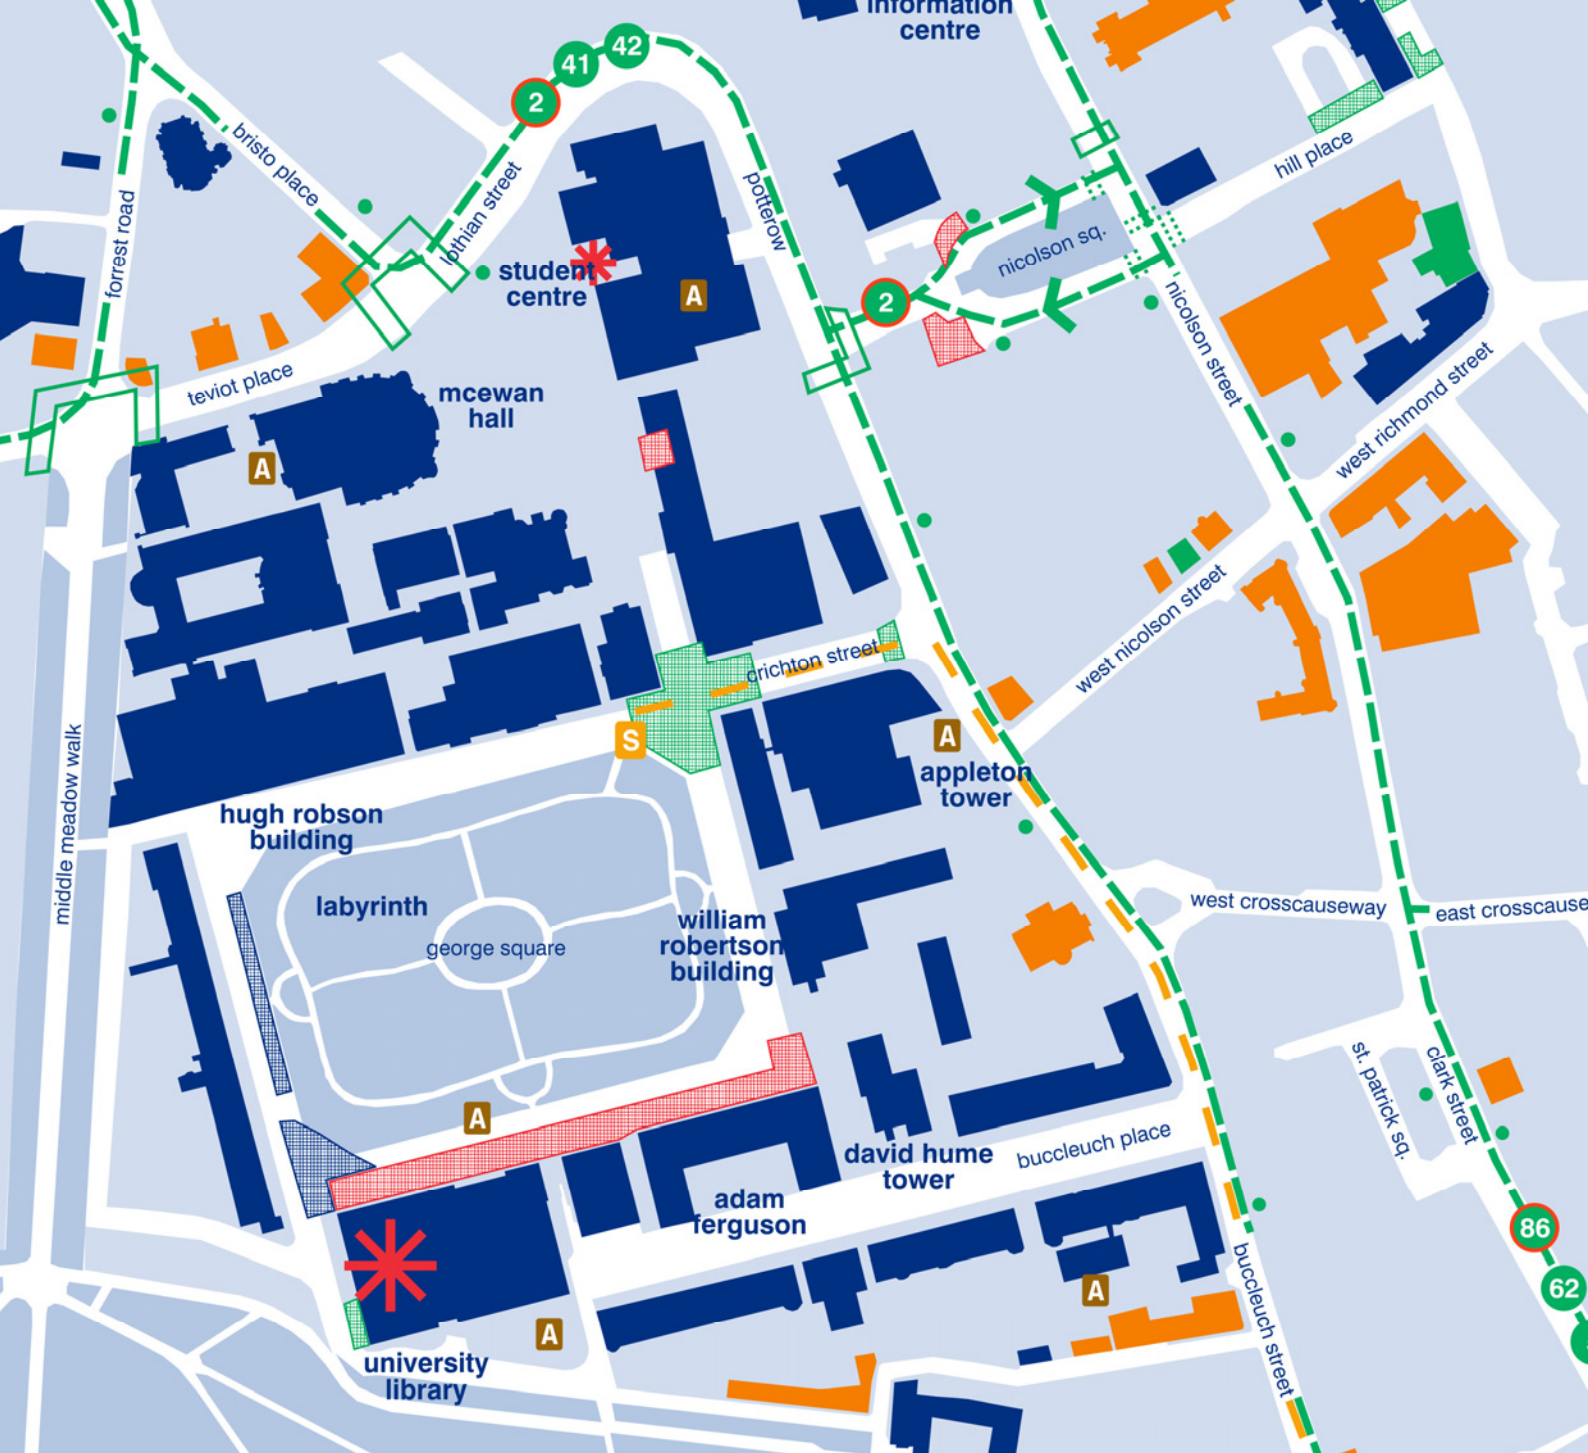 information
centre
42
41
2
bristo place
forrest road
lothian street
potterow
hill place
nicolson sq.
student
centre
A
2
nicolson street
teviot place
mcewan
hall
A
west richmond street
west nicolson street
crichton street
S
A
appleton
tower
middle meadow walk
hugh robson
building
labyrinth
george square
william
robertson
building
west crosscauseway
east crosscause
st. patrick sq.
clark street
A
david hume
tower
buccleuch place
adam
ferguson
86
62
A
A
buccleuch street
university
library